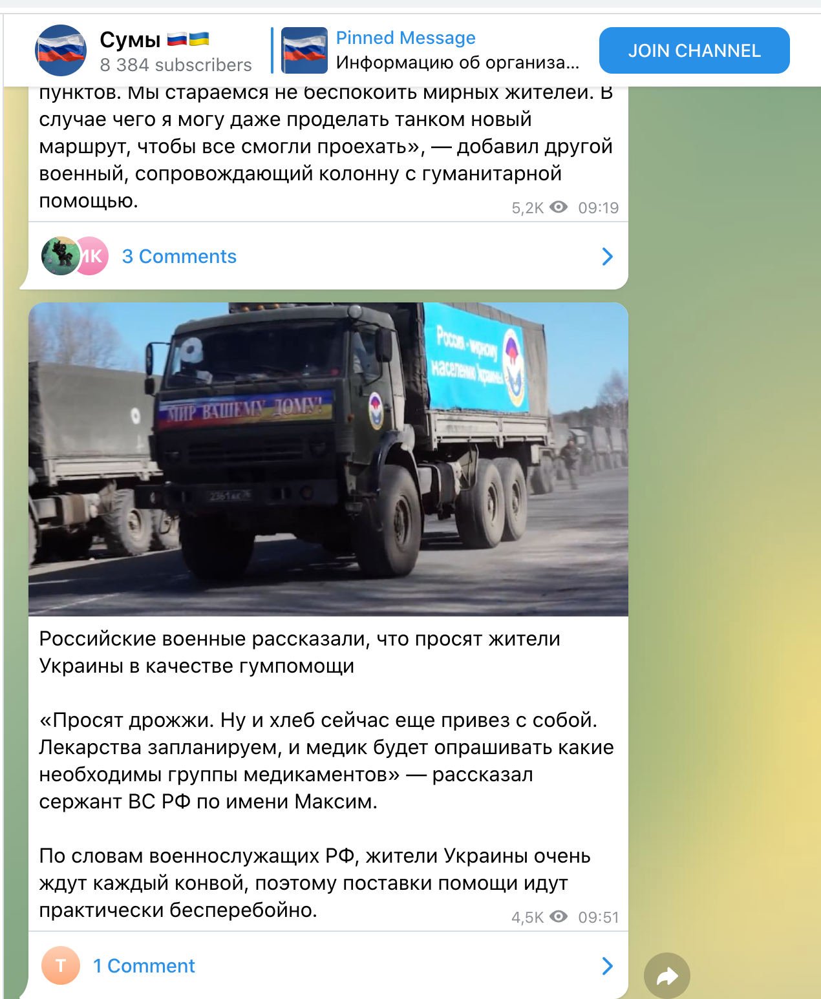 Сумы 🇷🇺🇺🇦
8 384 subscribers
Pinned Message
Информацию об организа...
JOIN CHANNEL
пунктов. Мы стараемся не беспокоить мирных жителей. В
случае чего я могу даже проделать танком новый
маршрут, чтобы все смогли проехать», — добавил другой
военный, сопровождающий колонну с гуманитарной
помощью.
5,2K 09:19
ИК
3 Comments
Россия - мирному
населению Украины
МИР ВАШЕМУ ДОМУ!
Российские военные рассказали, что просят жители
Украины в качестве гумпомощи
«Просят дрожжи. Ну и хлеб сейчас еще привез с собой.
Лекарства запланируем, и медик будет опрашивать какие
необходимы группы медикаментов» — рассказал
сержант ВС РФ по имени Максим.
По словам военнослужащих РФ, жители Украины очень
ждут каждый конвой, поэтому поставки помощи идут
практически бесперебойно.
4,5K 09:51
T
1 Comment